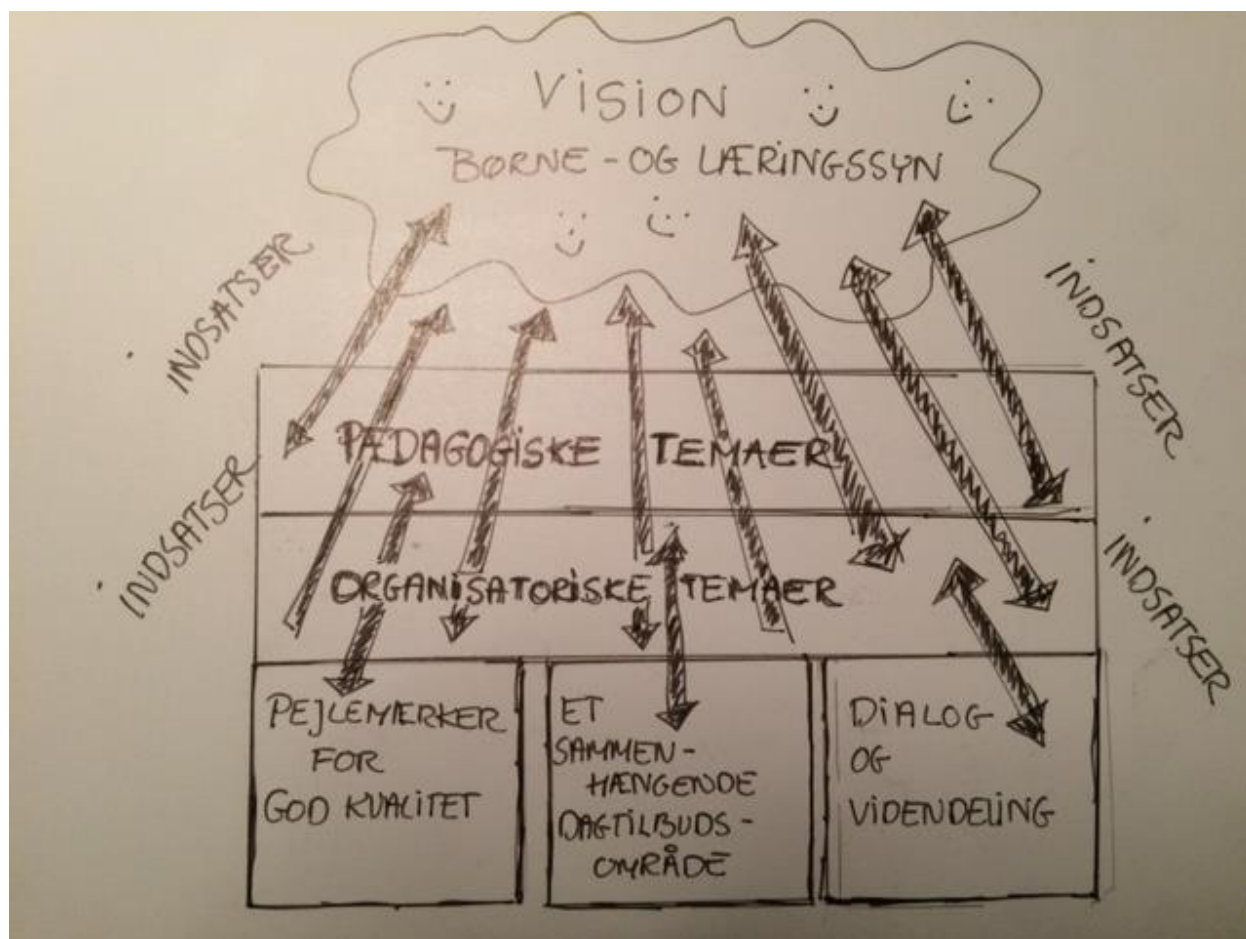 VISION
BØRNE - OG LÆRINGSSYN
INDSATSER
INDSATSER
PÆDAGOGISKE TEMAER
INDSATSER
INDSATSER
ORGANISATORISKE TEMAER
PEJLEMÆRKER
FOR
GOD KVALITET
ET
SAMMEN-
HÆNGENDE
DAGTILBUDS-
OMRÅDE
DIALOG
OG
VIDENDELING